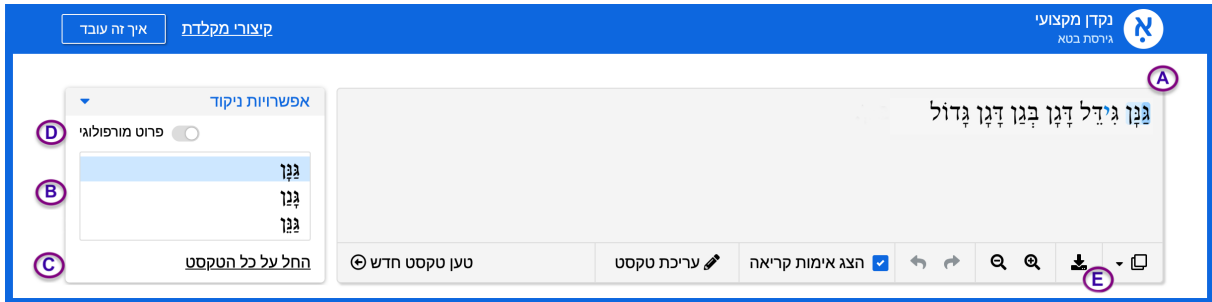 נקדן מקצועי
גירסת בטא
קיצורי מקלדת
איך זה עובד
A
גַּנָּן גִּידֵּל דָּגָן בְּגַן דָּגָן גָּדוֹל
E
הצג אימות קריאה
עריכת טקסט
טען טקסט חדש
אפשרויות ניקוד
D
פרוט מורפולוגי
B
גַּנָּן
גָּנַן
גַּנֵּן
C
החל על כל הטקסט